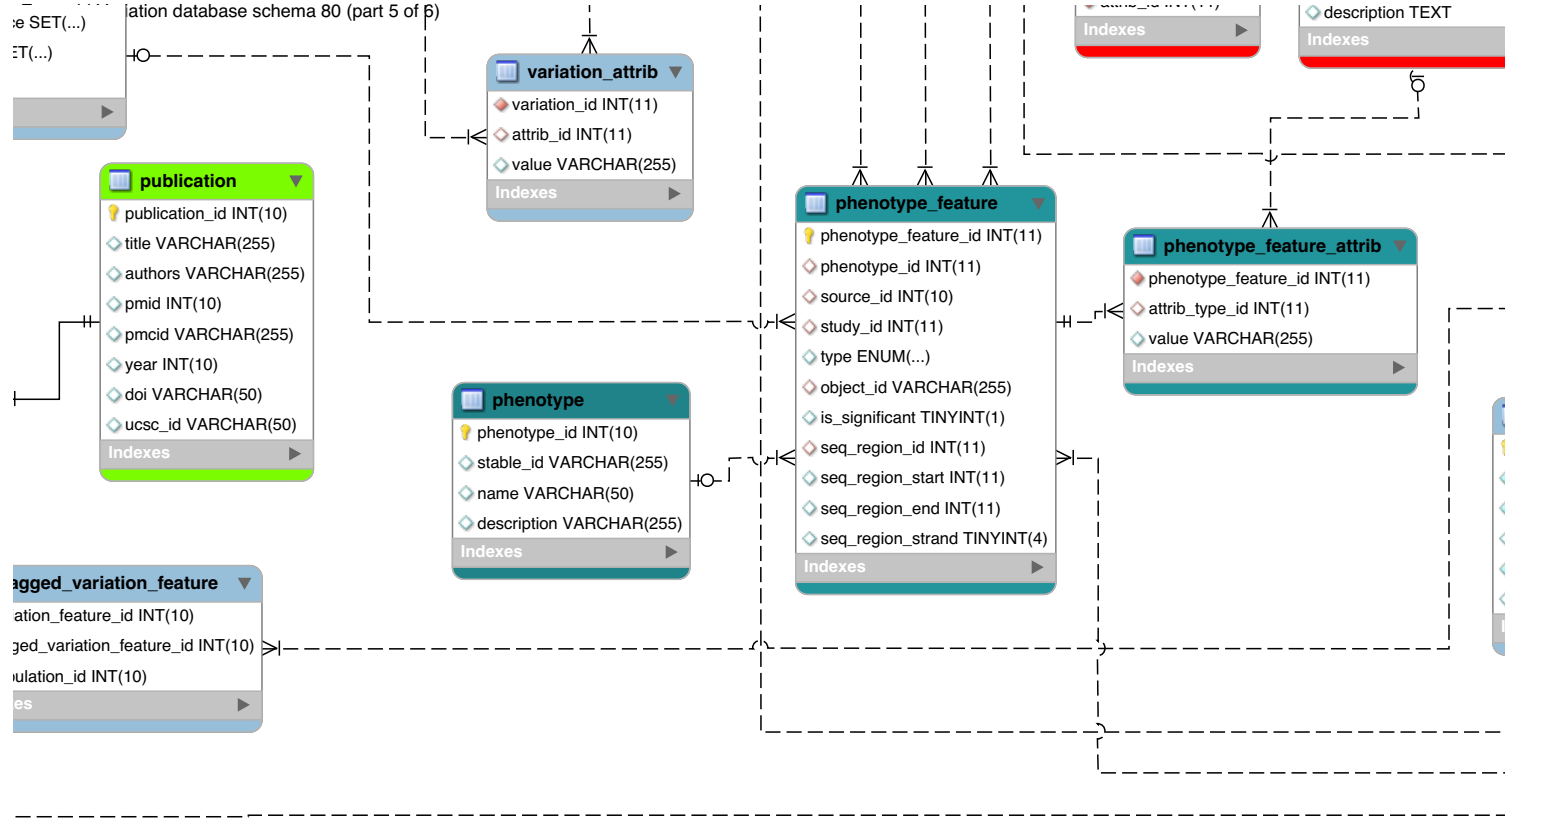 iation database schema 80 (part 5 of 6)
ce SET(...)
ET(...)
Indexes
description TEXT
Indexes
variation_attrib
variation_id INT(11)
attrib_id INT(11)
value VARCHAR(255)
Indexes
publication
publication_id INT(10)
title VARCHAR(255)
authors VARCHAR(255)
pmid INT(10)
pmcid VARCHAR(255)
year INT(10)
doi VARCHAR(50)
ucsc_id VARCHAR(50)
Indexes
phenotype_feature
phenotype_feature_id INT(11)
phenotype_id INT(11)
source_id INT(10)
study_id INT(11)
type ENUM(...)
object_id VARCHAR(255)
is_significant TINYINT(1)
seq_region_id INT(11)
seq_region_start INT(11)
seq_region_end INT(11)
seq_region_strand TINYINT(4)
Indexes
phenotype_feature_attrib
phenotype_feature_id INT(11)
attrib_type_id INT(11)
value VARCHAR(255)
Indexes
phenotype
phenotype_id INT(10)
stable_id VARCHAR(255)
name VARCHAR(50)
description VARCHAR(255)
Indexes
agged_variation_feature
iation_feature_id INT(10)
ged_variation_feature_id INT(10)
pulation_id INT(10)
es